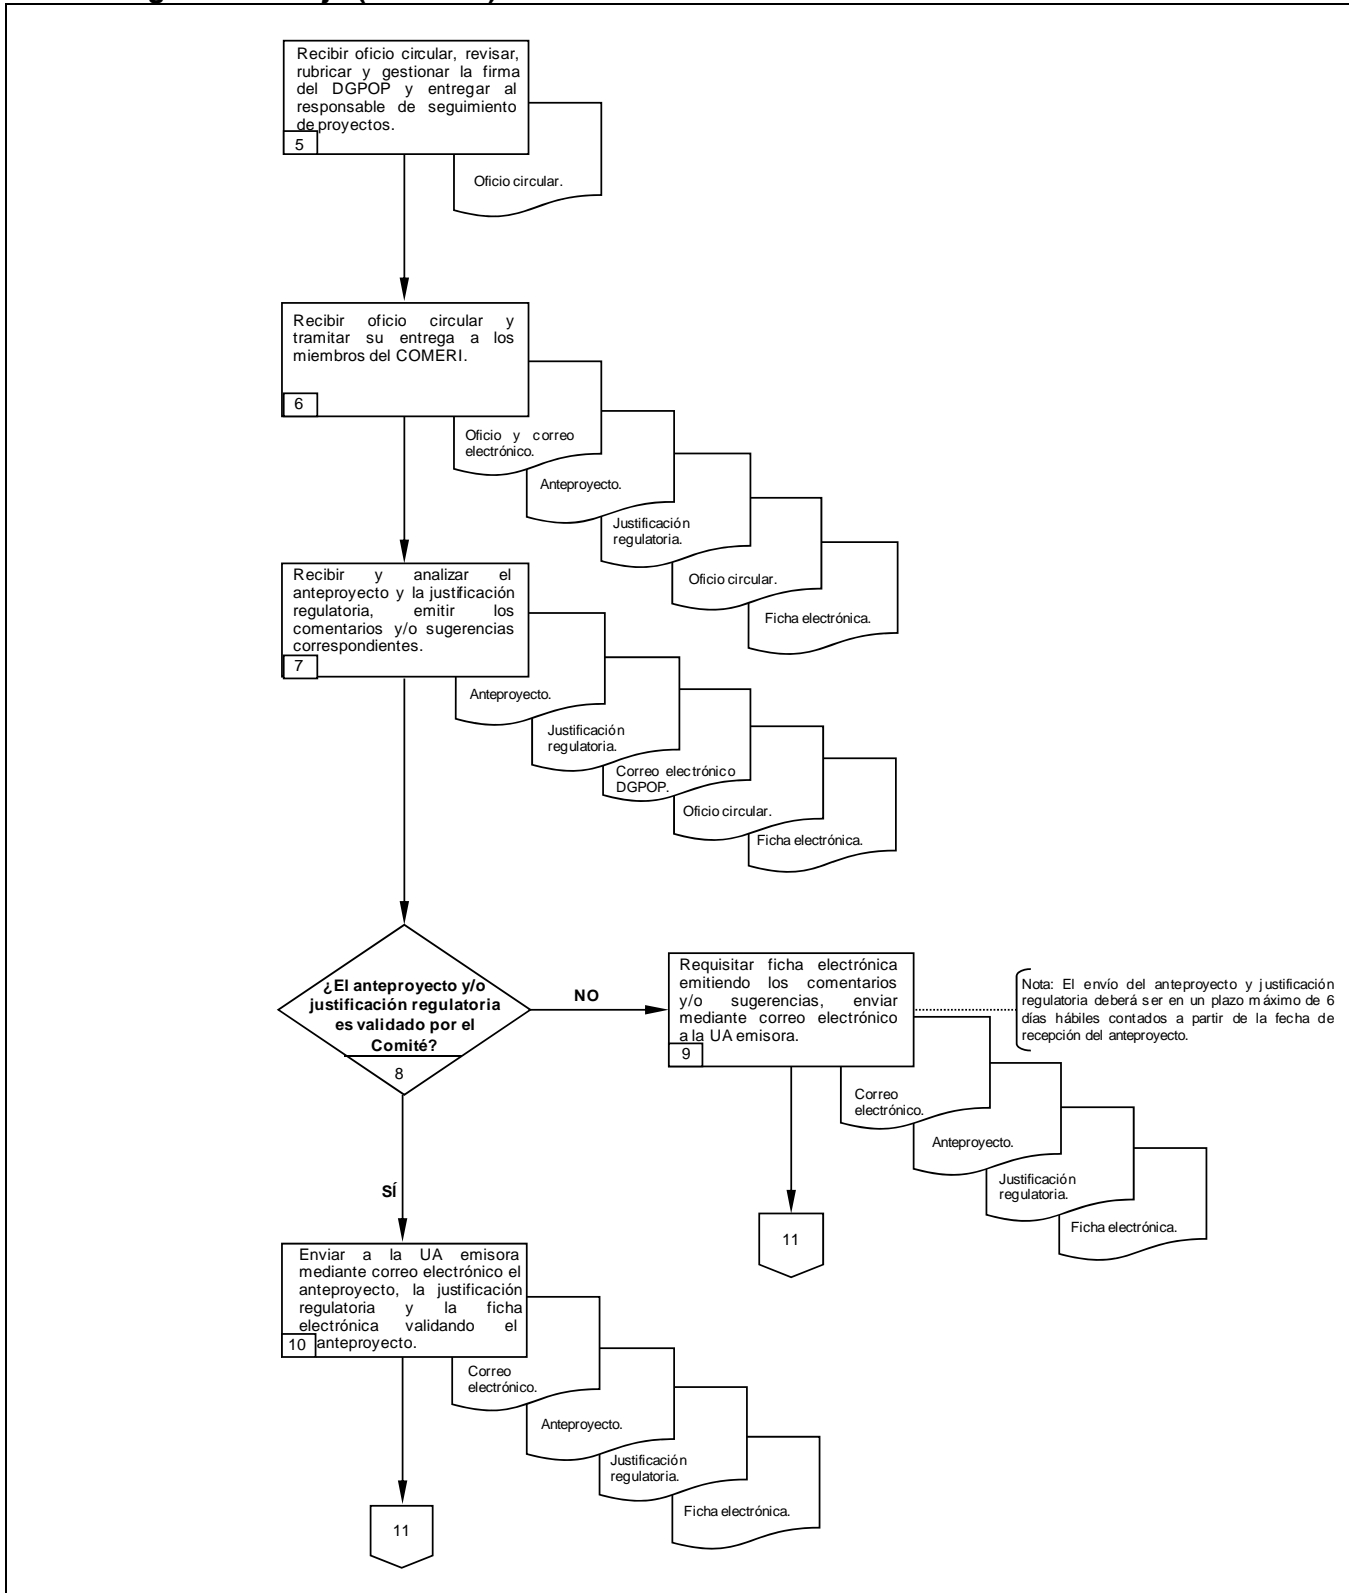 Recibir oficio circular, revisar,
rubricar y gestionar la firma
del DGPOP y entregar al
responsable de seguimiento
de proyectos.
5
Oficio circular.
Recibir oficio circular y
tramitar su entrega a los
miembros del COMERI.
6
Oficio y correo
electrónico.
Anteproyecto.
Justificación
regulatoria.
Oficio circular.
Ficha electrónica.
Recibir y analizar el
anteproyecto y la justificación
regulatoria, emitir los
comentarios y/o sugerencias
correspondientes.
7
Anteproyecto.
Justificación
regulatoria.
Correo electrónico
DGPOP.
Oficio circular.
Ficha electrónica.
¿El anteproyecto y/o
justificación regulatoria
es validado por el
Comité?
8
NO
Requisitar ficha electrónica
emitiendo los comentarios
y/o sugerencias, enviar
mediante correo electrónico
a la UA emisora.
9
Nota: El envío del anteproyecto y justificación
regulatoria deberá ser en un plazo máximo de 6
días hábiles contados a partir de la fecha de
recepción del anteproyecto.
Correo
electrónico.
Anteproyecto.
Justificación
regulatoria.
Ficha electrónica.
11
SÍ
Enviar a la UA emisora
mediante correo electrónico el
anteproyecto, la justificación
regulatoria y la ficha
electrónica validando el
anteproyecto.
10
Correo
electrónico.
Anteproyecto.
Justificación
regulatoria.
Ficha electrónica.
11